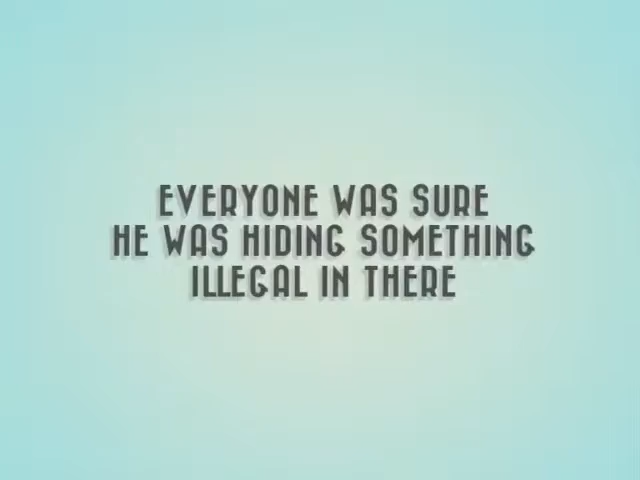 EVERYONE WAS SURE
HE WAS HIDING SOMETHING
ILLEGAL IN THERE